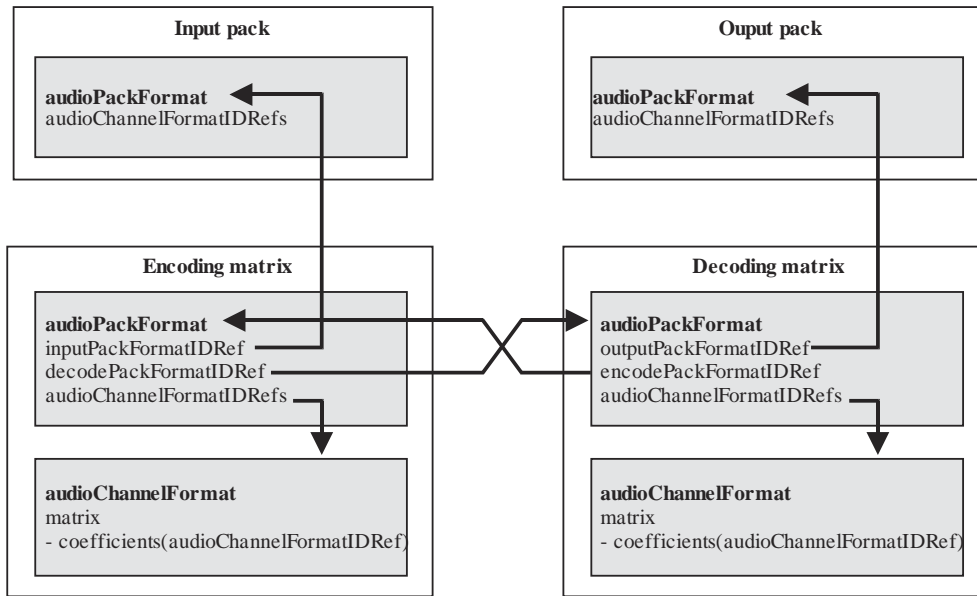 Input pack
audioPackFormat
audioChannelFormatIDRefs
Ouput pack
audioPackFormat
audioChannelFormatIDRefs
Encoding matrix
audioPackFormat
inputPackFormatIDRef
decodePackFormatIDRef
audioChannelFormatIDRefs
audioChannelFormat
matrix
- coefficients(audioChannelFormatIDRef)
Decoding matrix
audioPackFormat
outputPackFormatIDRef
encodePackFormatIDRef
audioChannelFormatIDRefs
audioChannelFormat
matrix
- coefficients(audioChannelFormatIDRef)